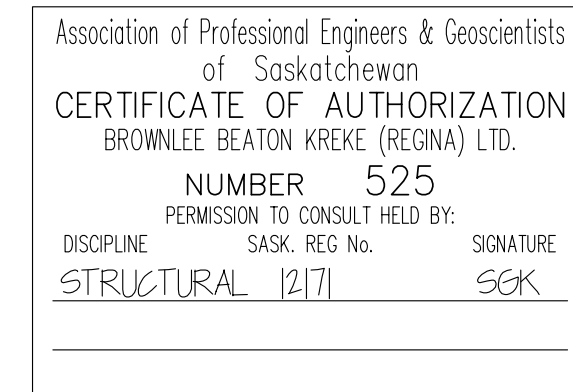 Association of Professional Engineers & Geoscientists
of Saskatchewan
CERTIFICATE OF AUTHORIZATION
BROWNLEE BEATON KREKE (REGINA) LTD.
NUMBER 525
PERMISSION TO CONSULT HELD BY:
DISCIPLINE SASK. REG No. SIGNATURE
STRUCTURAL 12171 SGK